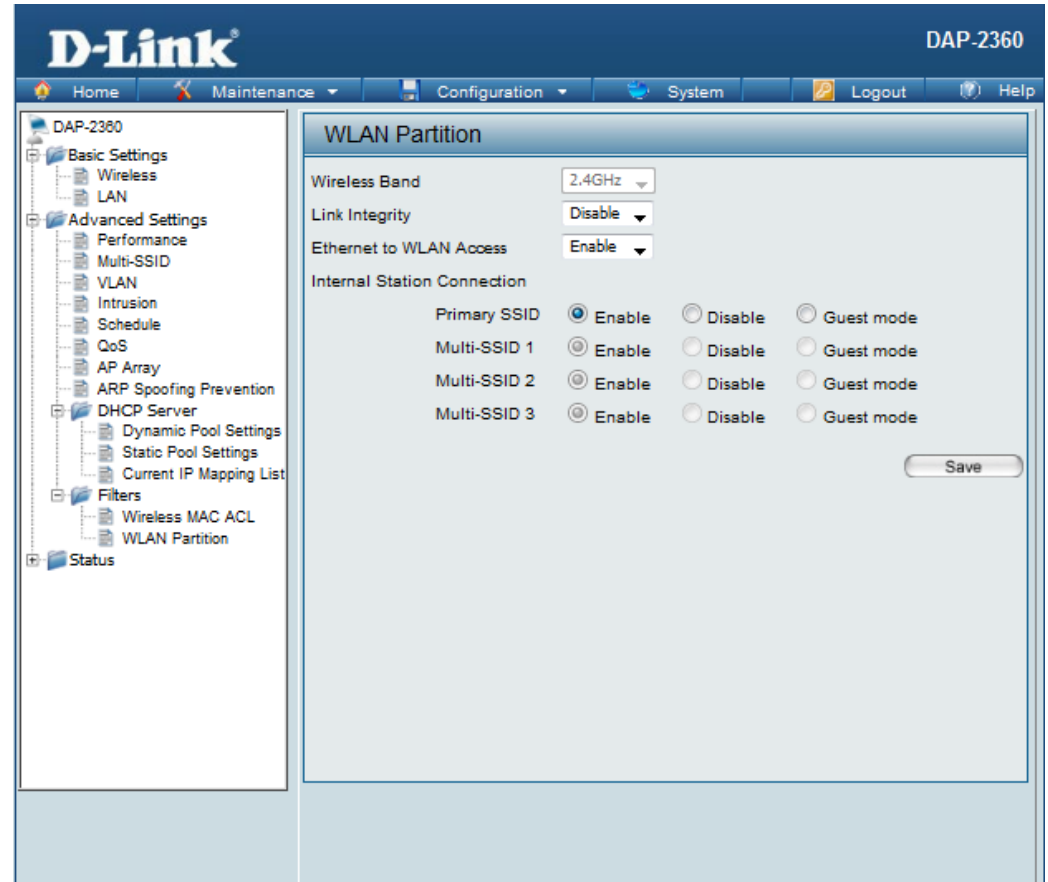 D-Link®
DAP-2360
Home Maintenance Configuration System Logout Help
DAP-2360
Basic Settings
Wireless
LAN
Advanced Settings
Performance
Multi-SSID
VLAN
Intrusion
Schedule
QoS
AP Array
ARP Spoofing Prevention
DHCP Server
Dynamic Pool Settings
Static Pool Settings
Current IP Mapping List
Filters
Wireless MAC ACL
WLAN Partition
Status
WLAN Partition
Wireless Band 2.4GHz
Link Integrity Disable
Ethernet to WLAN Access Enable
Internal Station Connection
Primary SSID Enable Disable Guest mode
Multi-SSID 1 Enable Disable Guest mode
Multi-SSID 2 Enable Disable Guest mode
Multi-SSID 3 Enable Disable Guest mode
Save